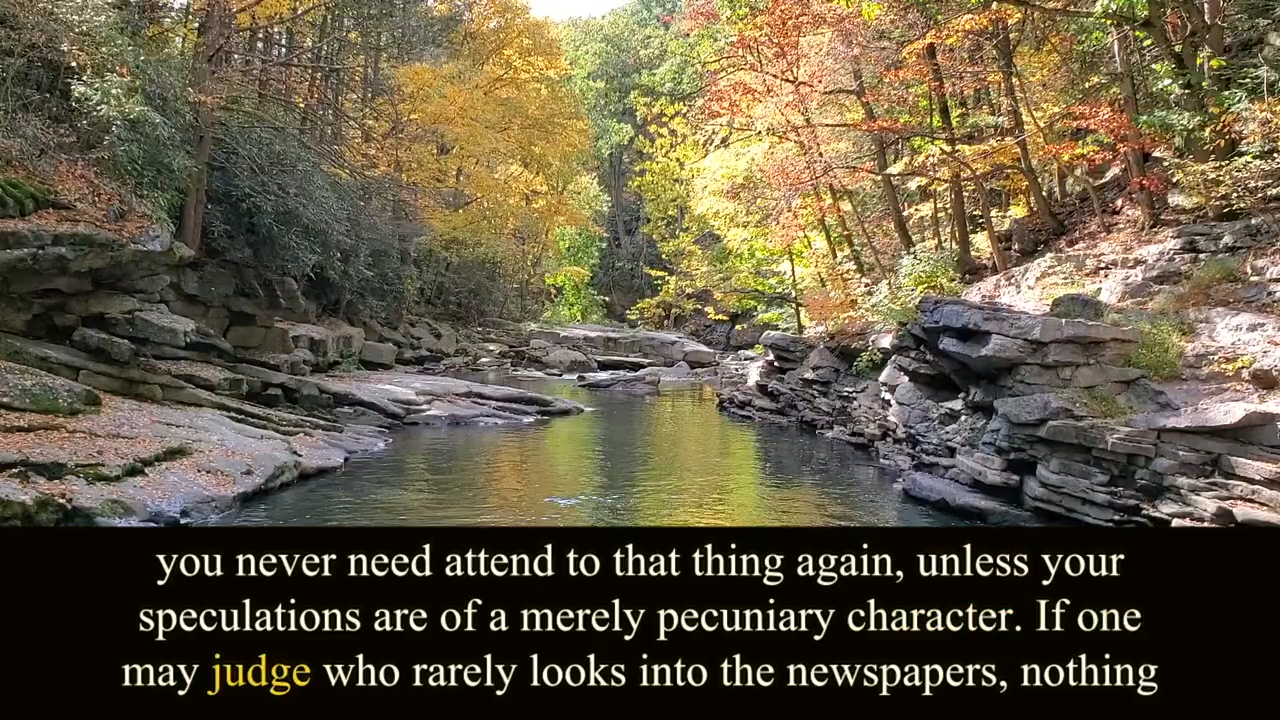 you never need attend to that thing again, unless your
speculations are of a merely pecuniary character. If one
may judge who rarely looks into the newspapers, nothing